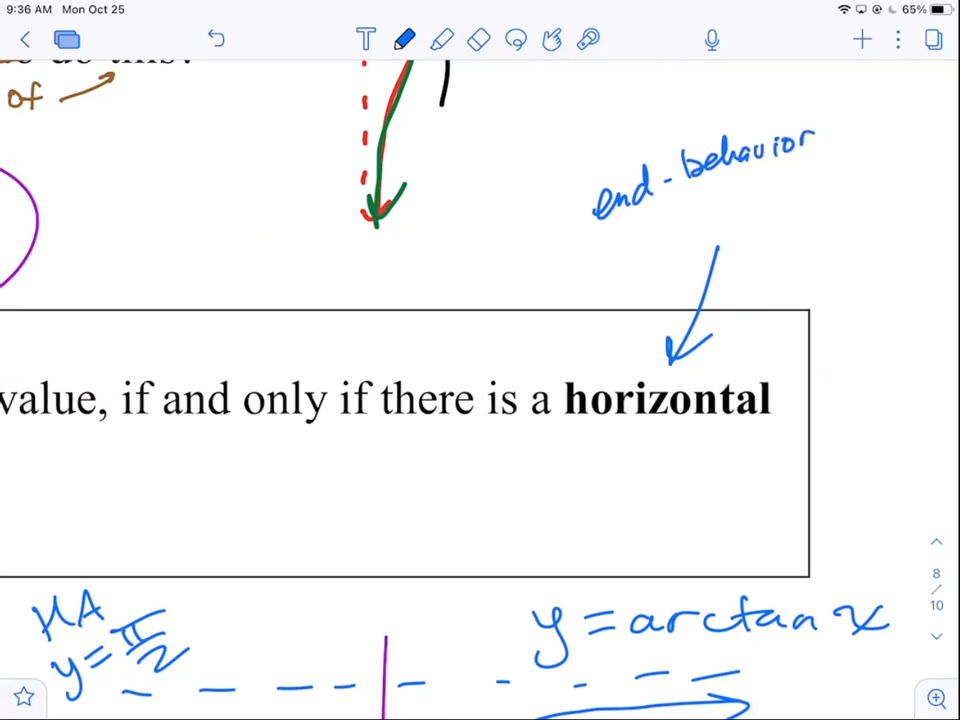 9:36 AM Mon Oct 25
65%
T
this?
of
end-behavior
value, if and only if there is a horizontal
8
/
10
HA
y = π/2
y = arctan x